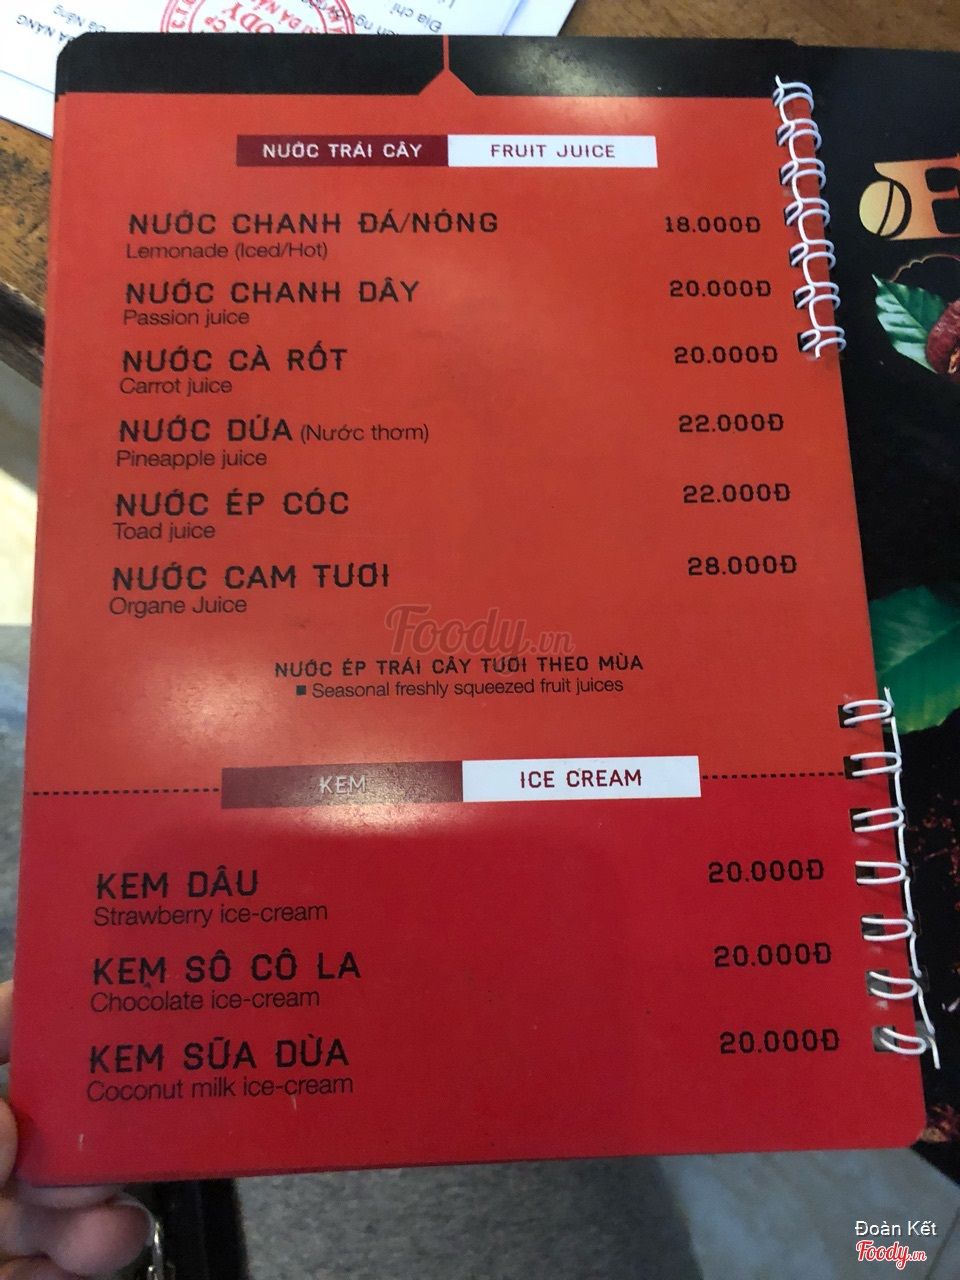 NƯỚC TRÁI CÂY FRUIT JUICE
NƯỚC CHANH ĐÁ/NÓNG 18.000Đ
Lemonade (Iced/Hot)
NƯỚC CHANH DÂY 20.000Đ
Passion juice
NƯỚC CÀ RỐT 20.000Đ
Carrot juice
NƯỚC DỨA (Nước thơm) 22.000Đ
Pineapple juice
NƯỚC ÉP CÓC 22.000Đ
Toad juice
NƯỚC CAM TƯƠI 28.000Đ
Organe Juice
Foody.vn
NƯỚC ÉP TRÁI CÂY TƯƠI THEO MÙA
Seasonal freshly squeezed fruit juices
KEM ICE CREAM
KEM DÂU 20.000Đ
Strawberry ice-cream
KEM SÔ CÔ LA 20.000Đ
Chocolate ice-cream
KEM SỮA DỪA 20.000Đ
Coconut milk ice-cream
Đoàn Kết
Foody.vn